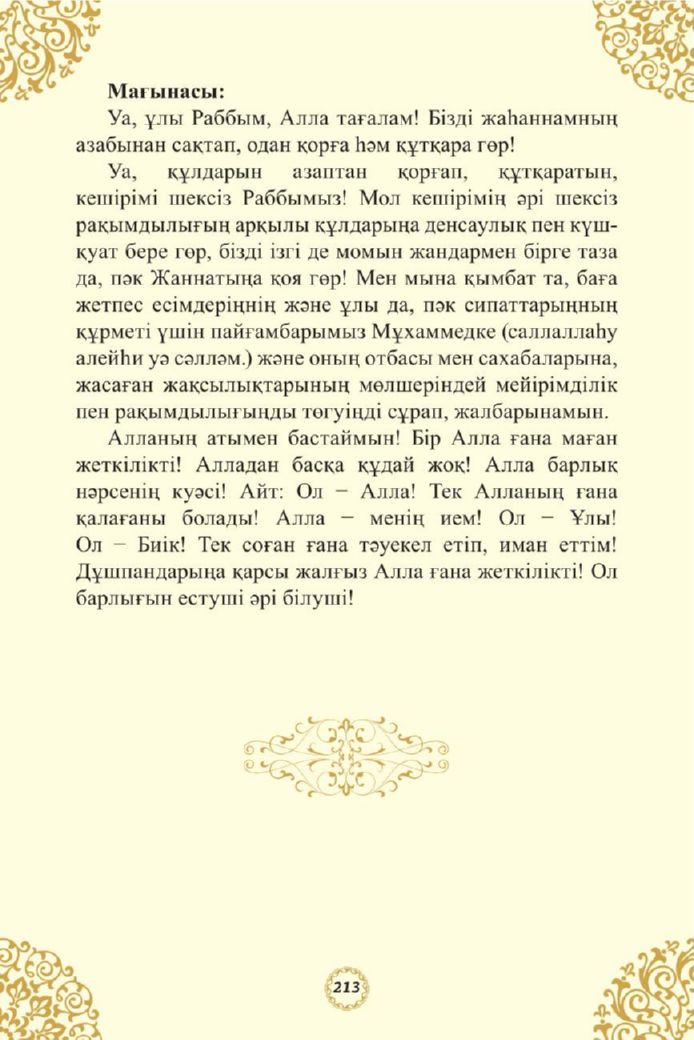 Мағынасы:
Уа, ұлы Раббым, Алла тағалам! Бізді жаһаннамның
азабынан сақтап, одан қорға һәм құтқара гөр!
Уа, құлдарын азаптан қорғап, құтқаратын,
кешірімі шексіз Раббымыз! Мол кешірімің әрі шексіз
рақымдылығың арқылы құлдарыңа денсаулық пен күш-
қуат бере гөр, бізді ізгі де момын жандармен бірге таза
да, пәк Жаннатыңа қоя гөр! Мен мына қымбат та, баға
жетпес есімдеріңнің және ұлы да, пәк сипаттарыңның
құрметі үшін пайғамбарымыз Мұхаммедке (саллаллаһу
алейһи уә сәлләм.) және оның отбасы мен сахабаларына,
жасаған жақсылықтарының мөлшеріндей мейірімділік
пен рақымдылығыңды төгуіңді сұрап, жалбарынамын.
Алланың атымен бастаймын! Бір Алла ғана маған
жеткілікті! Алладан басқа құдай жоқ! Алла барлық
нәрсенің куәсі! Айт: Ол − Алла! Тек Алланың ғана
қалағаны болады! Алла − менің ием! Ол − Ұлы!
Ол − Биік! Тек соған ғана тәуекел етіп, иман еттім!
Дұшпандарыңа қарсы жалғыз Алла ғана жеткілікті! Ол
барлығын естуші әрі білуші!
213